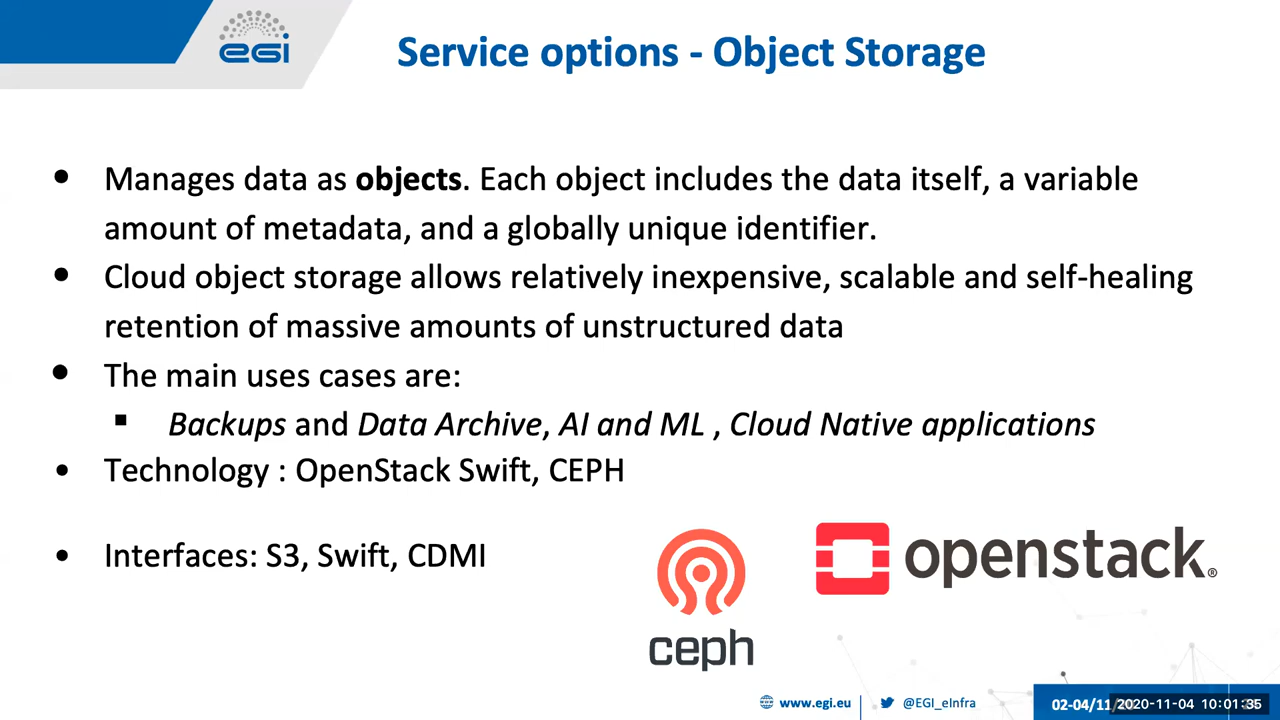 egi
Service options - Object Storage
Manages data as objects. Each object includes the data itself, a variable
amount of metadata, and a globally unique identifier.
Cloud object storage allows relatively inexpensive, scalable and self-healing
retention of massive amounts of unstructured data
The main uses cases are:
Backups and Data Archive, AI and ML , Cloud Native applications
Technology : OpenStack Swift, CEPH
Interfaces: S3, Swift, CDMI
openstack®
ceph
www.egi.eu @EGI_eInfra
02-04/11/ 2020-11-04 10:01:35